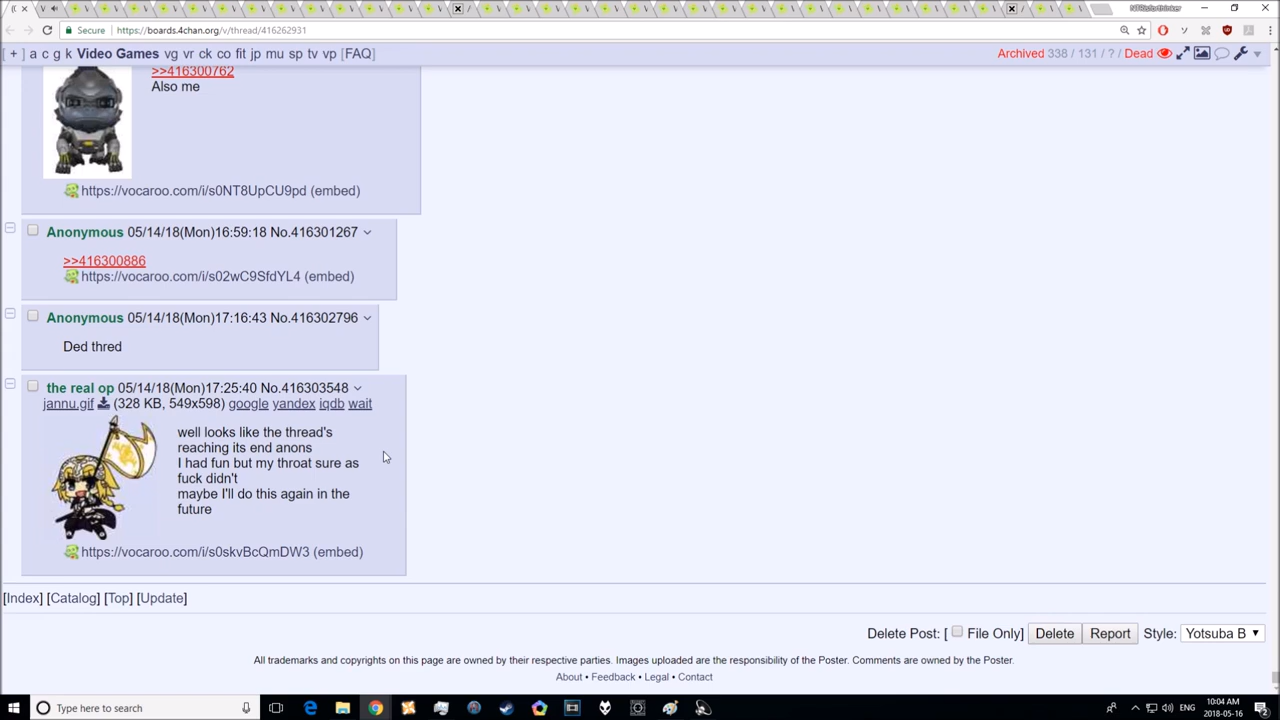 Secure https://boards.4chan.org/v/thread/416262931
[ + ] a c g k Video Games vg vr ck co fit jp mu sp tv vp [FAQ]
Archived 338 / 131 / ? / Dead
>>416300762
Also me
https://vocaroo.com/i/s0NT8UpCU9pd (embed)
Anonymous 05/14/18(Mon)16:59:18 No.416301267
>>416300886
https://vocaroo.com/i/s02wC9SfdYL4 (embed)
Anonymous 05/14/18(Mon)17:16:43 No.416302796
Ded thred
the real op 05/14/18(Mon)17:25:40 No.416303548
jannu.gif (328 KB, 549x598) google yandex iqdb wait
well looks like the thread's
reaching its end anons
I had fun but my throat sure as
fuck didn't
maybe I'll do this again in the
future
https://vocaroo.com/i/s0skvBcQmDW3 (embed)
[Index] [Catalog] [Top] [Update]
Delete Post: [ File Only] Delete Report Style: Yotsuba B
All trademarks and copyrights on this page are owned by their respective parties. Images uploaded are the responsibility of the Poster. Comments are owned by the Poster.
About • Feedback • Legal • Contact
Type here to search
ENG
10:04 AM
2018-05-16